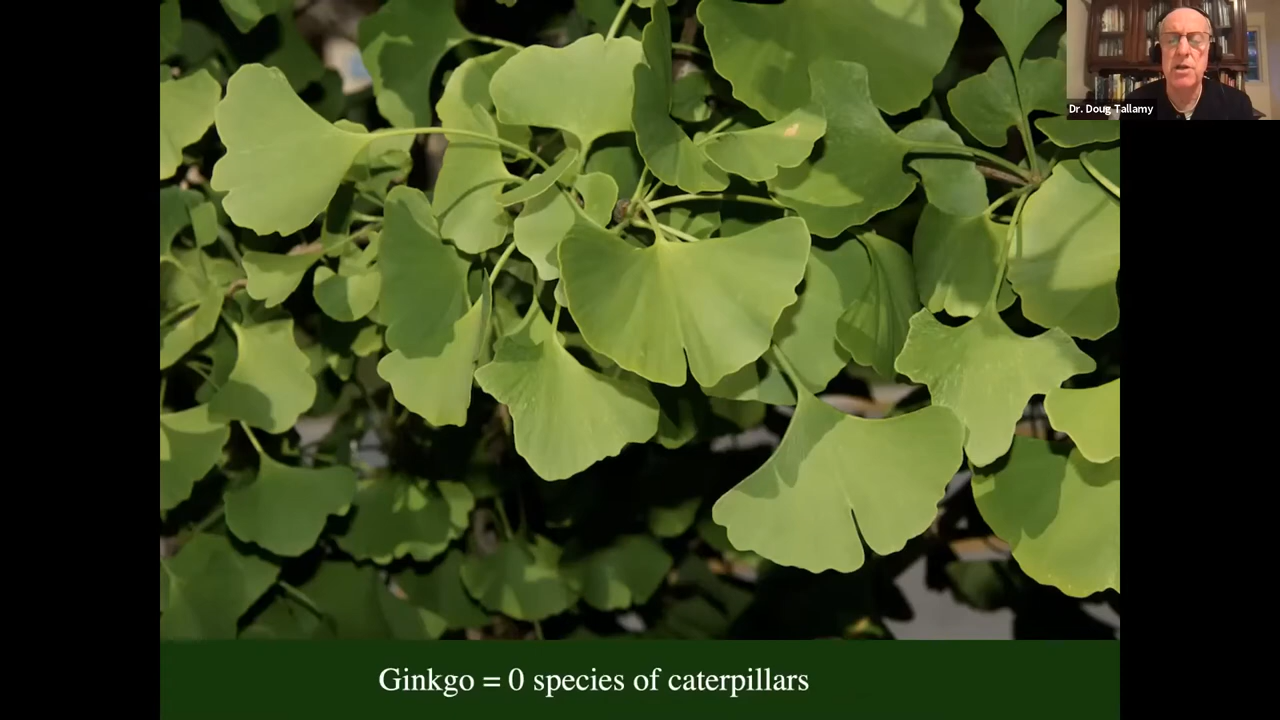 Dr. Doug Tallamy
Ginkgo = 0 species of caterpillars